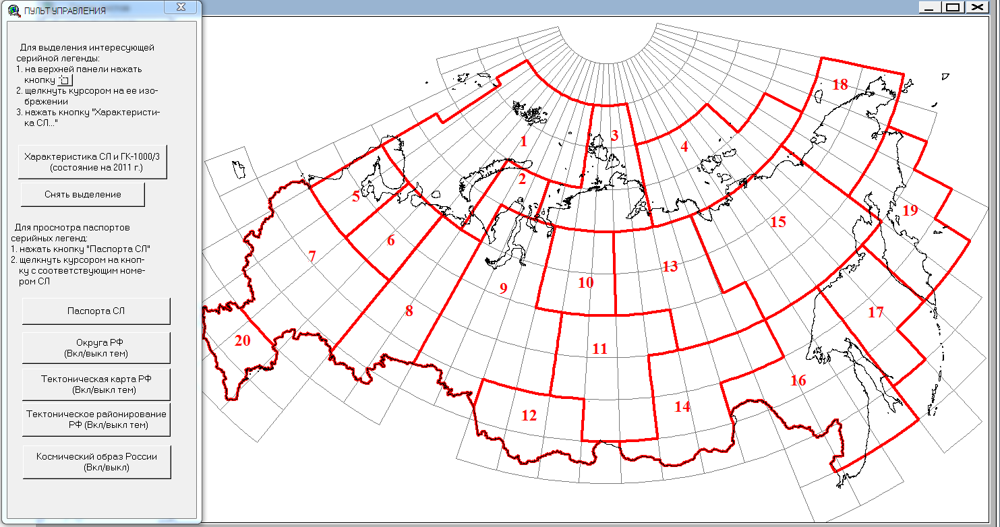 ПУЛЬТ УПРАВЛЕНИЯ
Для выделения интересующей
серийной легенды:
1. на верхней панели нажать
кнопку
2. щелкнуть курсором на ее изо-
бражении
3. нажать кнопку "Характеристи-
ка СЛ..."
Характеристика СЛ и ГК-1000/3
(состояние на 2011 г.)
Снять выделение
Для просмотра паспортов
серийных легенд:
1. нажать кнопку "Паспорта СЛ"
2. щелкнуть курсором на кноп-
ку с соответствующим номе-
ром СЛ
Паспорта СЛ
Округа РФ
(Вкл/выкл тем)
Тектоническая карта РФ
(Вкл/выкл тем)
Тектоническое районирование
РФ (Вкл/выкл тем)
Космический образ России
(Вкл/выкл)
1
2
3
4
5
6
7
8
9
10
11
12
13
14
15
16
17
18
19
20